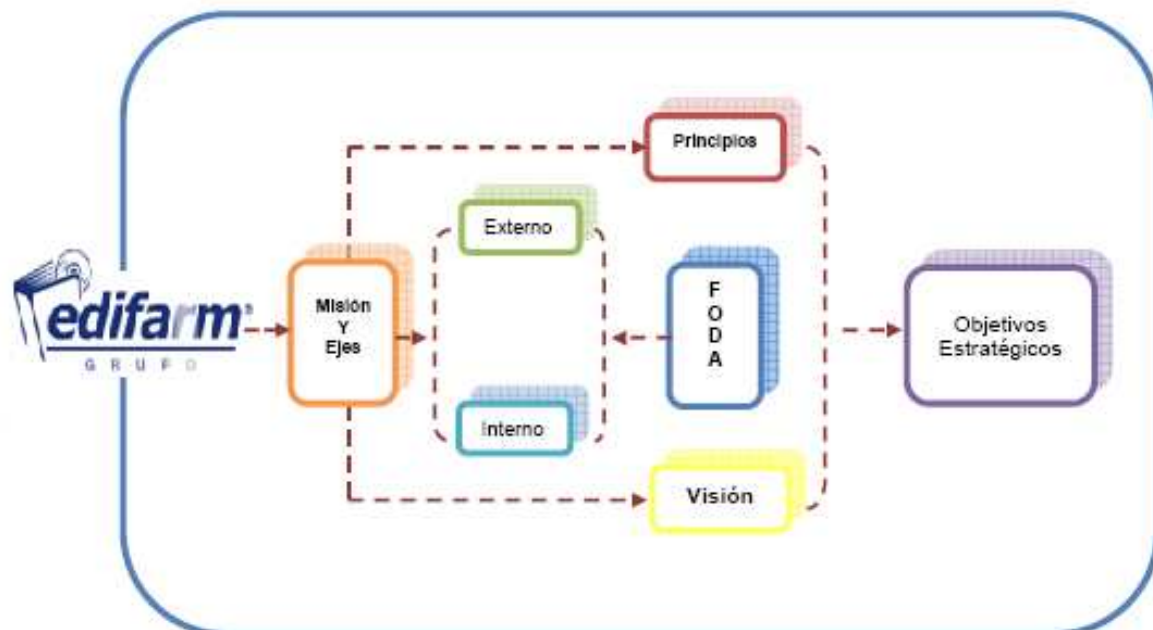 edifarm®
GRUPO
Misión
Y
Ejes
Externo
Interno
Principios
F
O
D
A
Visión
Objetivos
Estratégicos